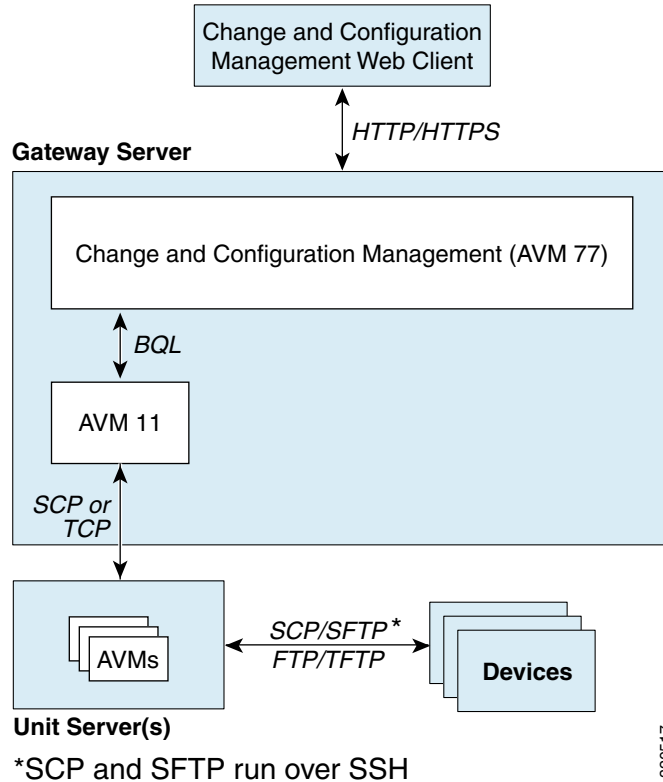 Change and Configuration
Management Web Client
HTTP/HTTPS
Gateway Server
Change and Configuration Management (AVM 77)
BQL
AVM 11
SCP or
TCP
SCP/SFTP*
FTP/TFTP
AVMs
Devices
Unit Server(s)
*SCP and SFTP run over SSH